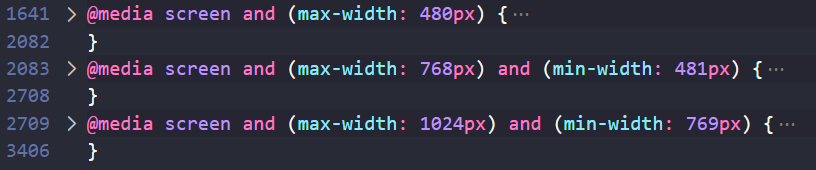 1641 > @media screen and (max-width: 480px) {···
2082 }
2083 > @media screen and (max-width: 768px) and (min-width: 481px) {···
2708 }
2709 > @media screen and (max-width: 1024px) and (min-width: 769px) {···
3406 }